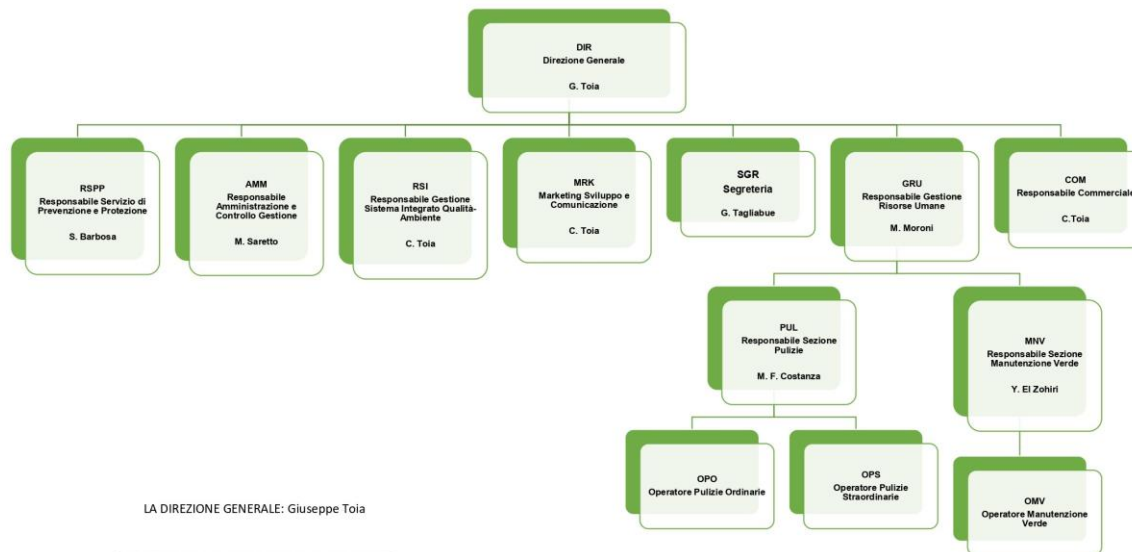 DIR
Direzione Generale
G. Toia
RSPP
Responsabile Servizio di
Prevenzione e Protezione
S. Barbosa
AMM
Responsabile
Amministrazione e
Controllo Gestione
M. Saretto
RSI
Responsabile Gestione
Sistema Integrato Qualità-
Ambiente
C. Toia
MRK
Marketing Sviluppo e
Comunicazione
C. Toia
SGR
Segreteria
G. Tagliabue
GRU
Responsabile Gestione
Risorse Umane
M. Moroni
COM
Responsabile Commerciale
C.Toia
PUL
Responsabile Sezione
Pulizie
M. F. Costanza
MNV
Responsabile Sezione
Manutenzione Verde
Y. El Zohiri
OPO
Operatore Pulizie Ordinarie
OPS
Operatore Pulizie
Straordinarie
OMV
Operatore Manutenzione
Verde
LA DIREZIONE GENERALE: Giuseppe Toia